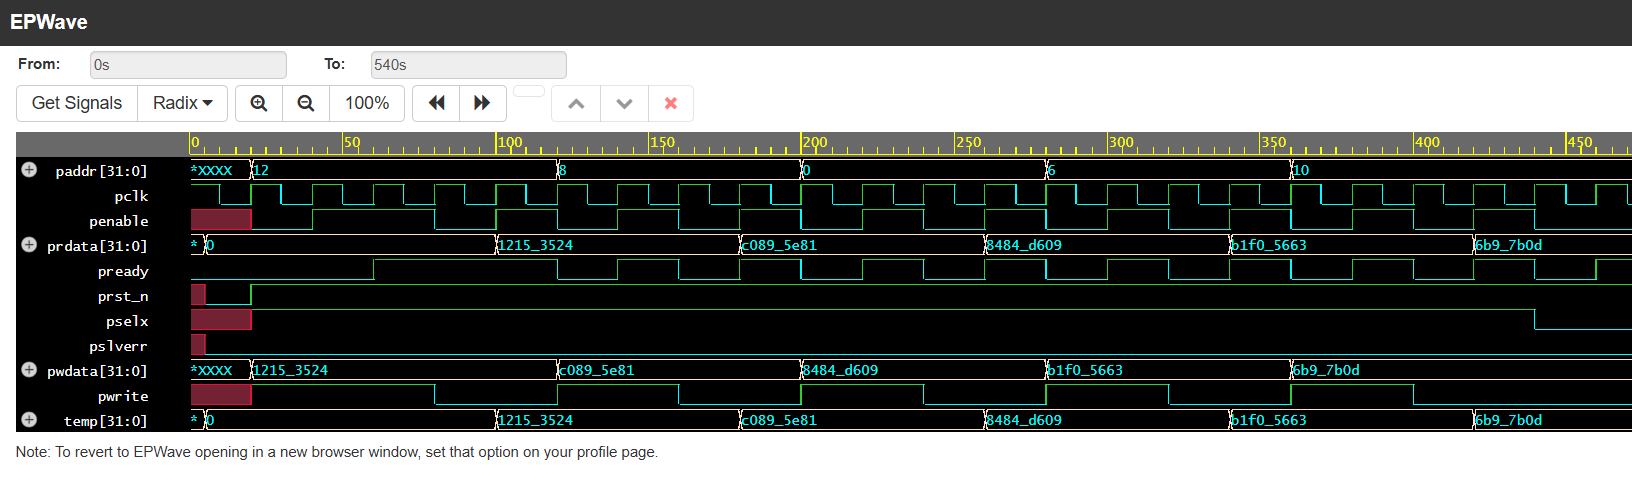 EPWave
From: 0s To: 540s
Get Signals Radix 100%
0 50 100 150 200 250 300 350 400 450
paddr[31:0] *XXXX 12 8 0 6 10
pclk
penable
prdata[31:0] * 0 1215_3524 c089_5e81 8484_d609 b1f0_5663 6b9_7b0d
pready
prst_n
pselx
pslverr
pwdata[31:0] *XXXX 1215_3524 c089_5e81 8484_d609 b1f0_5663 6b9_7b0d
pwrite
temp[31:0] * 0 1215_3524 c089_5e81 8484_d609 b1f0_5663 6b9_7b0d
Note: To revert to EPWave opening in a new browser window, set that option on your profile page.